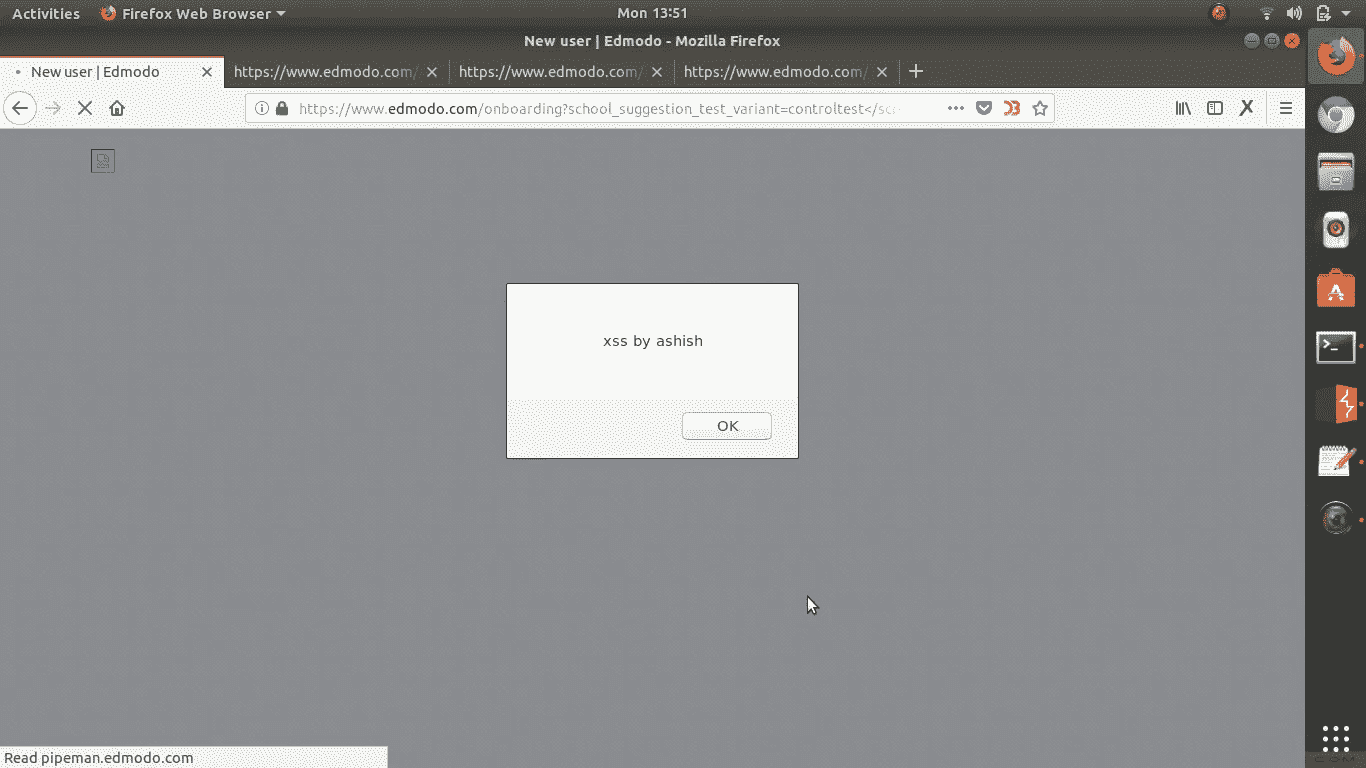 Activities Firefox Web Browser Mon 13:51
New user | Edmodo - Mozilla Firefox
New user | Edmodo https://www.edmodo.com/ https://www.edmodo.com/ https://www.edmodo.com/
https://www.edmodo.com/onboarding?school_suggestion_test_variant=controltest</scr
xss by ashish
OK
Read pipeman.edmodo.com